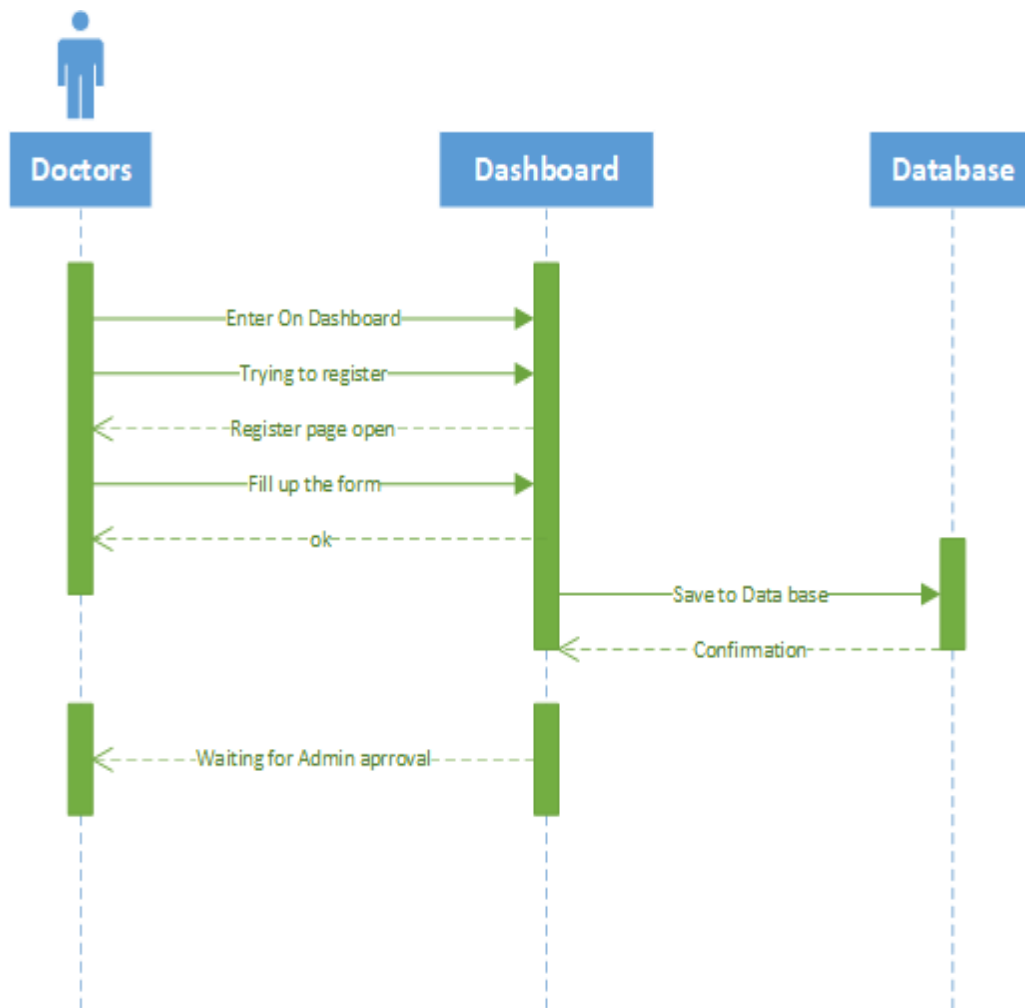 Doctors
Dashboard
Database
Enter On Dashboard
Trying to register
Register page open
Fill up the form
ok
Save to Data base
Confirmation
Waiting for Admin aprroval